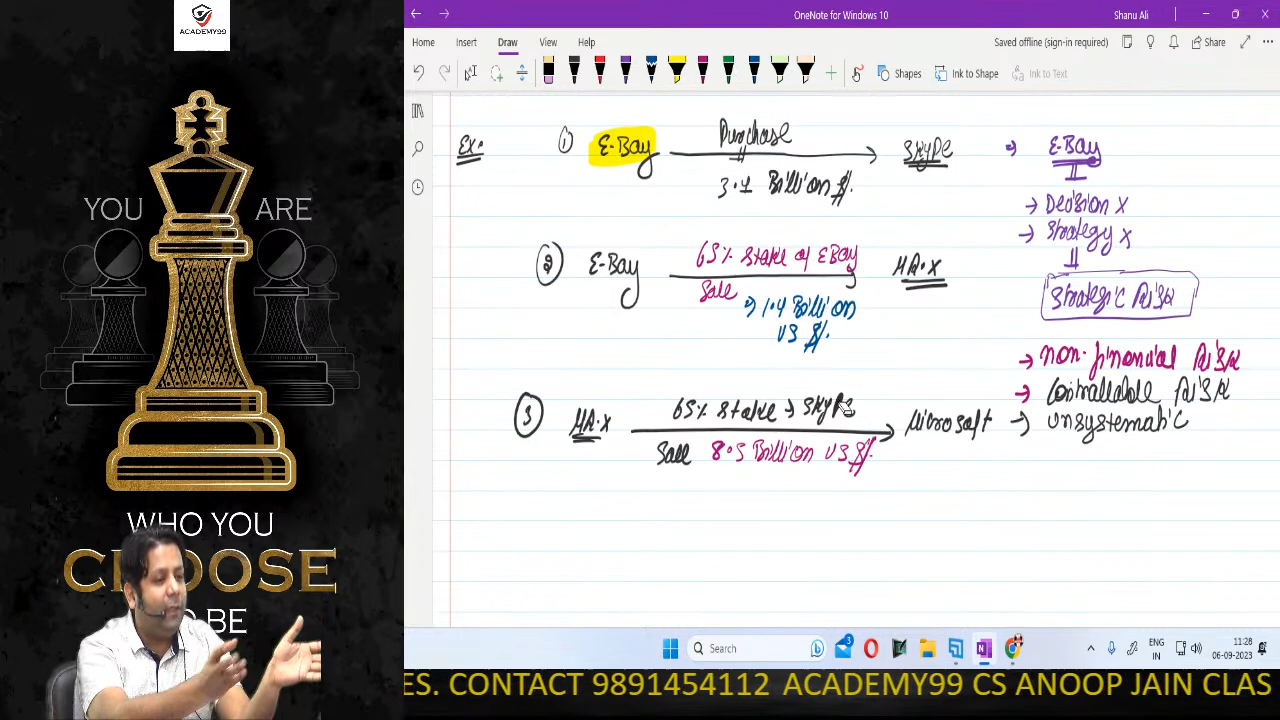 ACADEMY99
YOU ARE
WHO YOU
CHOOSE
TO BE
OneNote for Windows 10
Shanu Ali
Home Insert Draw View Help
Saved offline (sign-in required)
Share
Shapes Ink to Shape Ink to Text
Ex:
1) E-Bay Purchase SkyPe
3.1 Billion $.
⇒ E-Bay
→ Decision x
→ Strategy x
Strategic Risk
→ non-financial Risk
→ Controllable Risk
→ unsystematic
2) E-Bay 65% Stake of EBay
Sale
⇒ 1.4 Billion
US $.
3) 65% Stake → SkyPe Microsoft
Sale 8.5 Billion US $.
Search
3
ENG
IN
11:28
06-09-2023
ES. CONTACT 9891454112 ACADEMY99 CS ANOOP JAIN CLAS